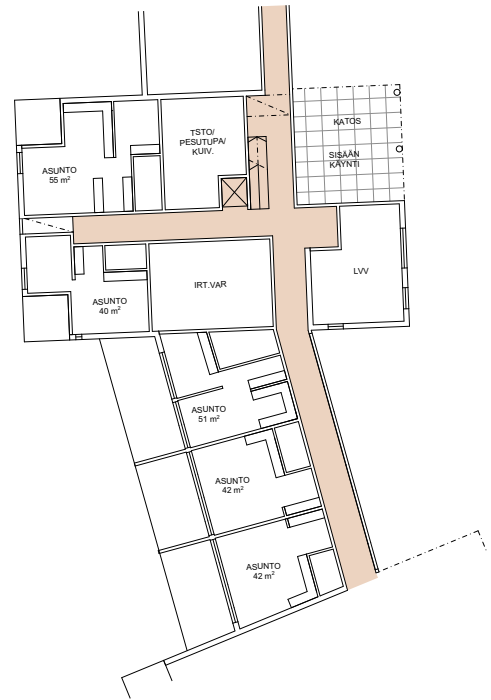 KATOS
TSTO/
PESUTUPA/
KUIV.
SISÄÄN
KÄYNTI
ASUNTO
55 m²
LVV
IRT.VAR
ASUNTO
40 m²
ASUNTO
51 m²
ASUNTO
42 m²
ASUNTO
42 m²